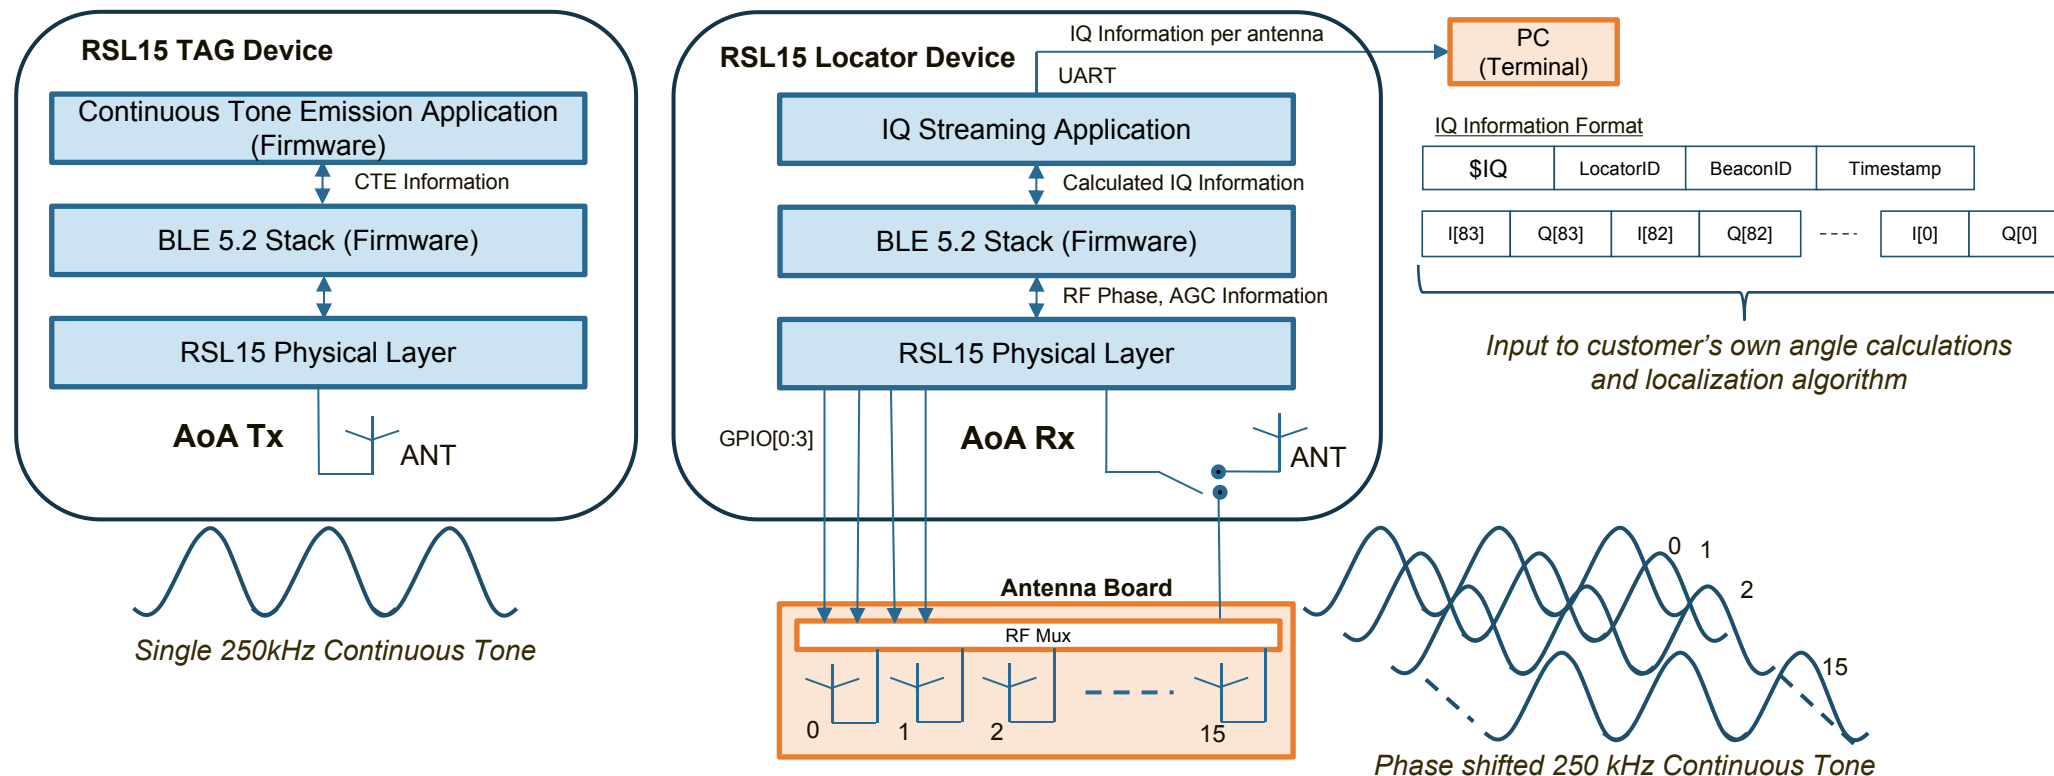 RSL15 TAG Device
Continuous Tone Emission Application
(Firmware)
CTE Information
BLE 5.2 Stack (Firmware)
RSL15 Physical Layer
AoA Tx
ANT
Single 250kHz Continuous Tone
RSL15 Locator Device
IQ Information per antenna
UART
IQ Streaming Application
Calculated IQ Information
BLE 5.2 Stack (Firmware)
RF Phase, AGC Information
RSL15 Physical Layer
GPIO[0:3]
AoA Rx
ANT
Antenna Board
RF Mux
0
1
2
15
PC
(Terminal)
IQ Information Format
$IQ LocatorID BeaconID Timestamp
I[83] Q[83] I[82] Q[82] I[0] Q[0]
Input to customer's own angle calculations
and localization algorithm
0
1
2
15
Phase shifted 250 kHz Continuous Tone